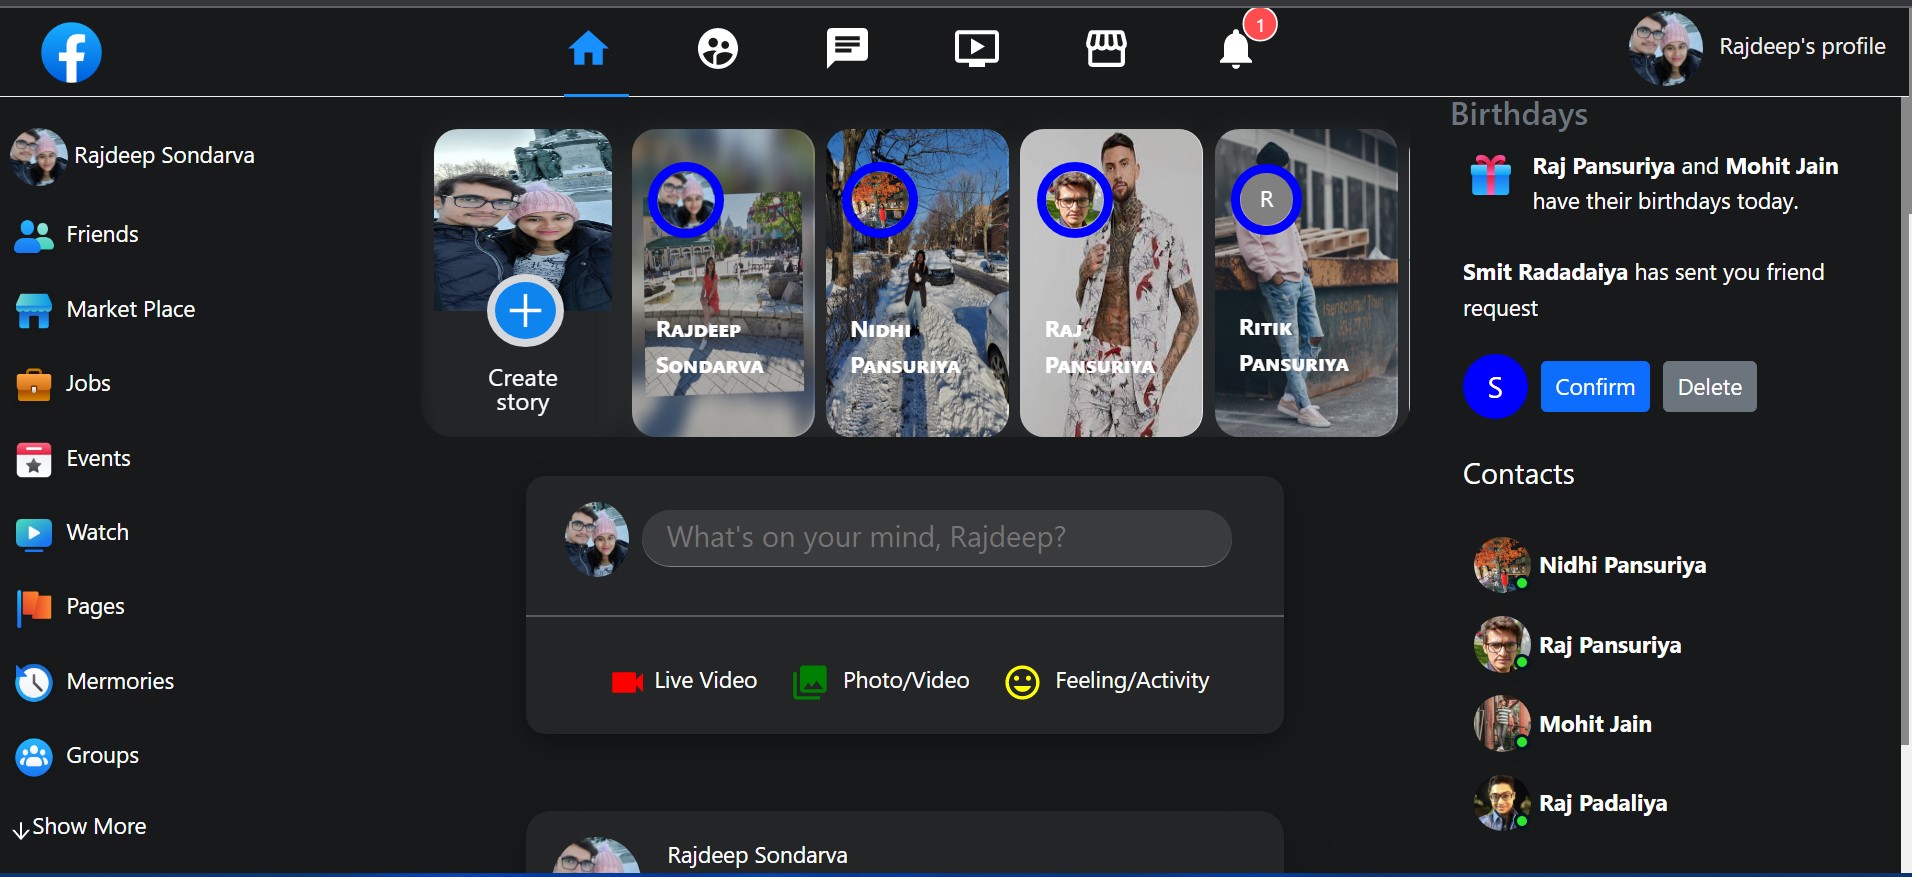 1
Rajdeep's profile
Rajdeep Sondarva
Friends
Market Place
Jobs
Events
Watch
Pages
Mermories
Groups
Show More
Create
story
Rajdeep
Sondarva
Nidhi
Pansuriya
Raj
Pansuriya
R
Ritik
Pansuriya
What's on your mind, Rajdeep?
Live Video
Photo/Video
Feeling/Activity
Rajdeep Sondarva
Birthdays
Raj Pansuriya and Mohit Jain
have their birthdays today.
Smit Radadaiya has sent you friend
request
S
Confirm
Delete
Contacts
Nidhi Pansuriya
Raj Pansuriya
Mohit Jain
Raj Padaliya